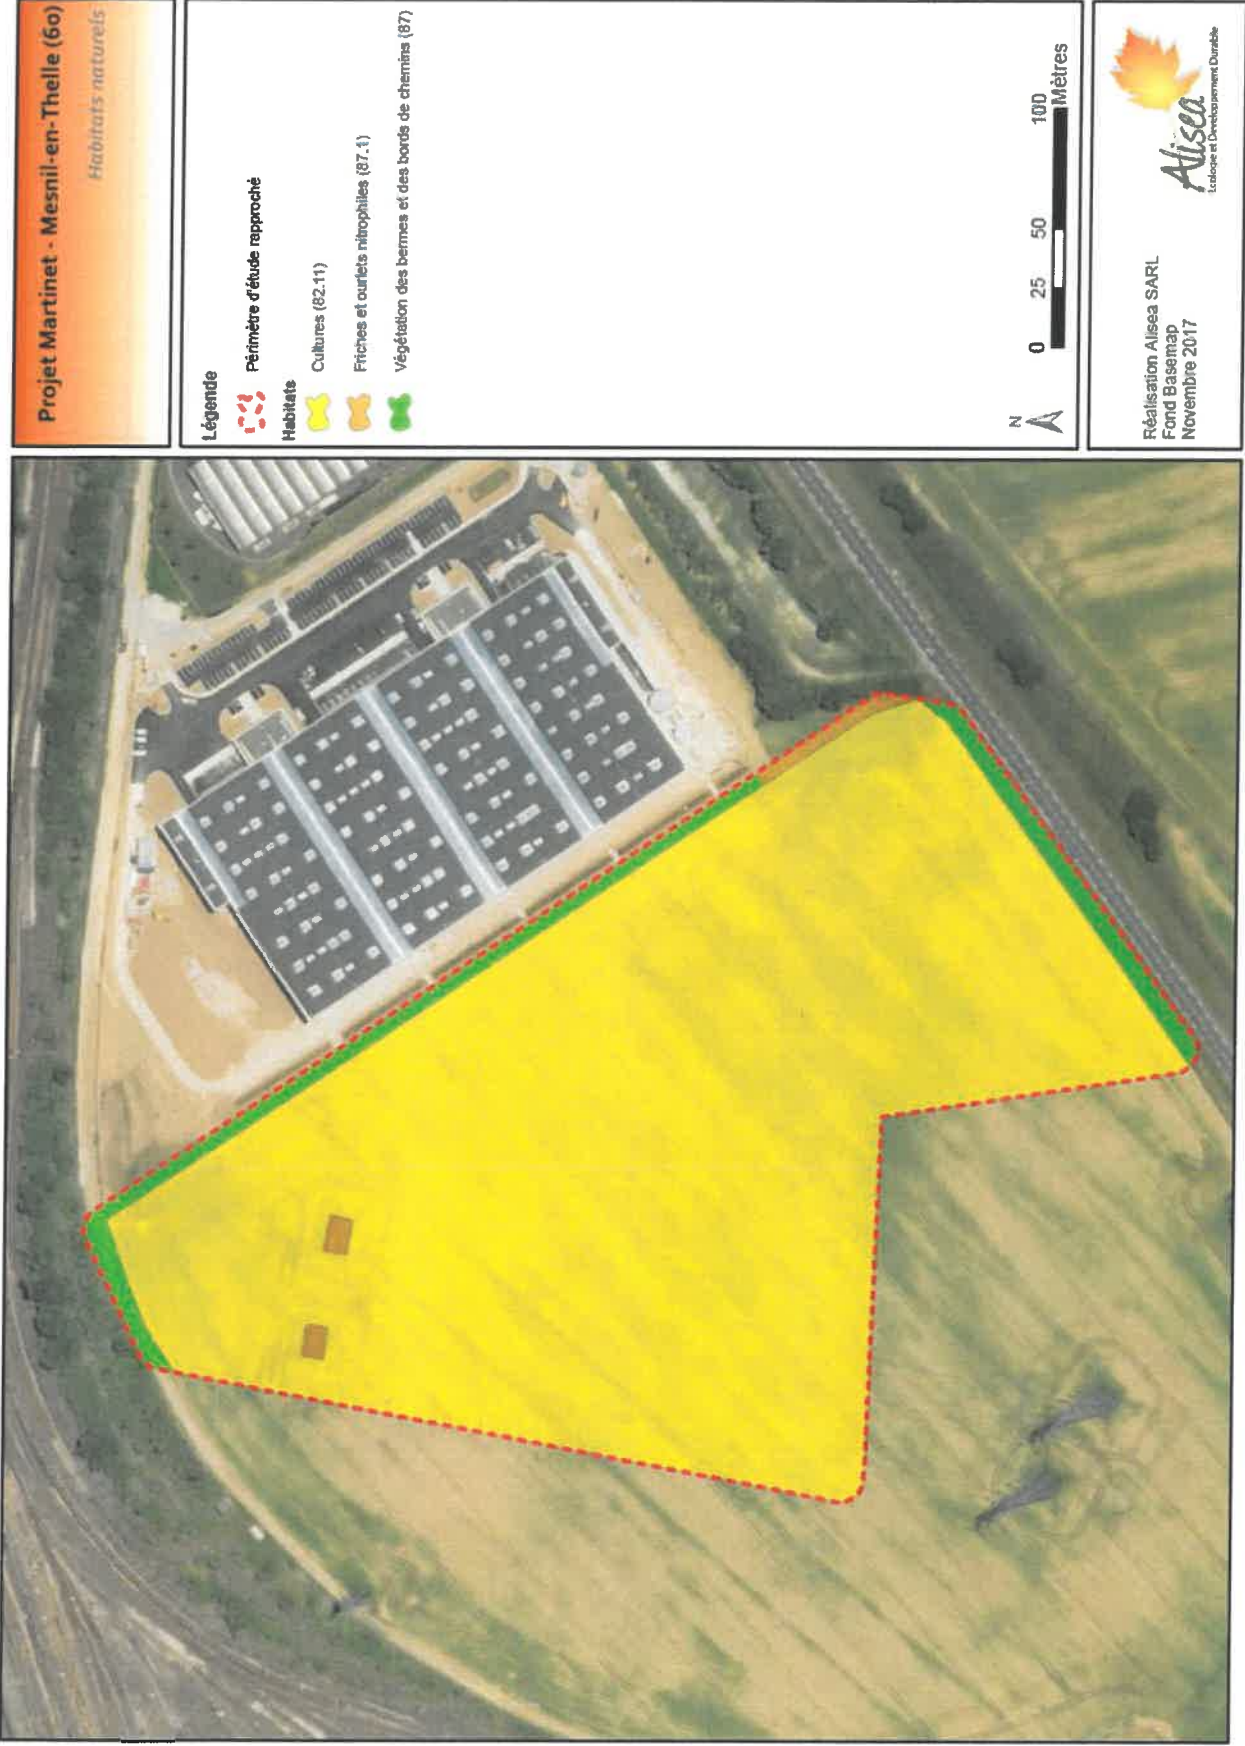 Projet Martinet - Mesnil-en-Thelle (60)
Habitats naturels
Légende
Périmètre d'étude rapproché
Habitats
Cultures (82.11)
Friches et ourlets nitrophiles (87.1)
Végétation des bermes et des bords de chemins (87)
N
0 25 50 100
Mètres
Réalisation Alisea SARL
Fond Basemap
Novembre 2017
Alisea
Ecologie et Développement Durable